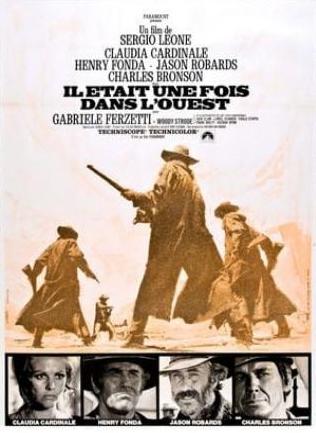 PARAMOUNT
présente
Un film de
SERGIO LEONE
CLAUDIA CARDINALE
HENRY FONDA - JASON ROBARDS
CHARLES BRONSON
IL ETAIT UNE FOIS
DANS L'OUEST
GABRIELE FERZETTI
WOODY STRODE
TECHNISCOPE TECHNICOLOR
CLAUDIA CARDINALE
HENRY FONDA
JASON ROBARDS
CHARLES BRONSON